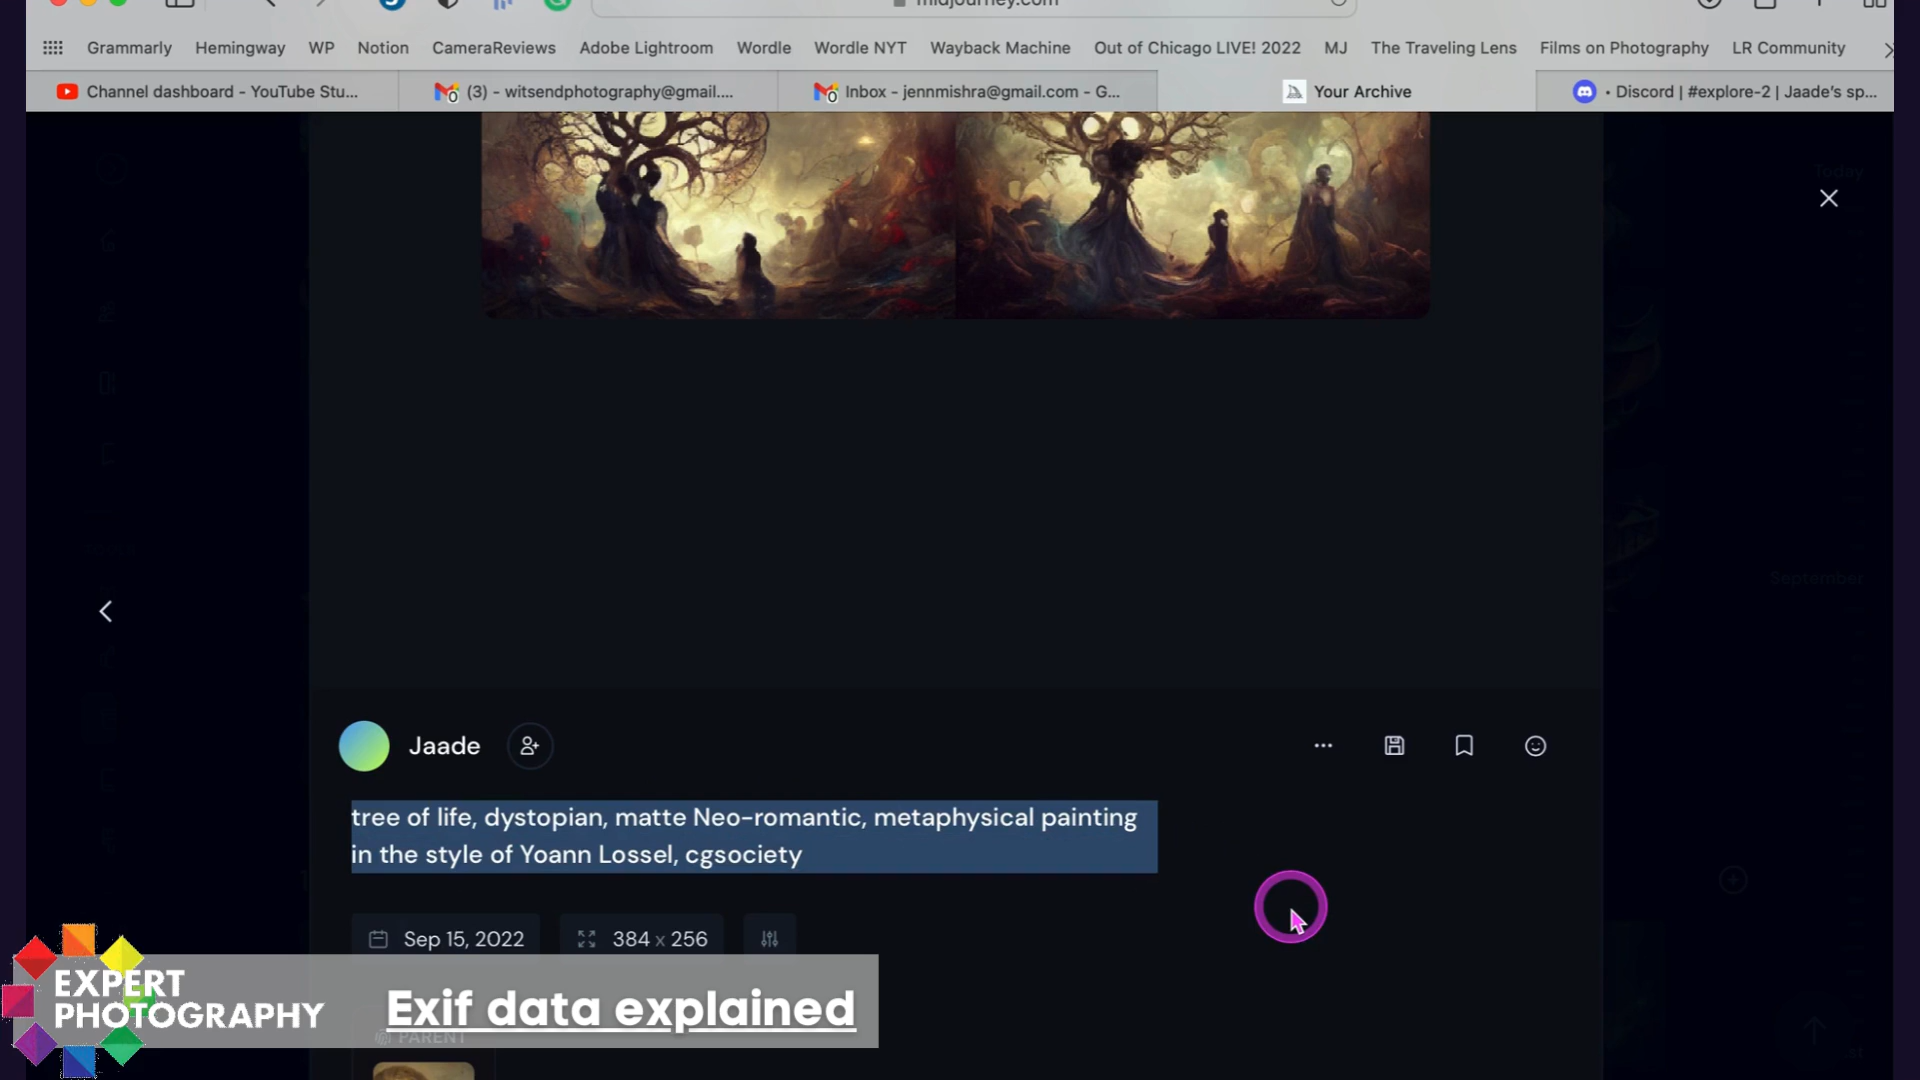 midjourney.com
Grammarly Hemingway WP Notion CameraReviews Adobe Lightroom Wordle Wordle NYT Wayback Machine Out of Chicago LIVE! 2022 MJ The Traveling Lens Films on Photography LR Community
Channel dashboard - YouTube Stu... (3) - witsendphotography@gmail.... Inbox - jennmishra@gmail.com - G... Your Archive • Discord | #explore-2 | Jaade's sp...
Today
September
Jaade
tree of life, dystopian, matte Neo-romantic, metaphysical painting
in the style of Yoann Lossel, cgsociety
Sep 15, 2022 384 x 256
EXPERT
PHOTOGRAPHY
Exif data explained
PARENT